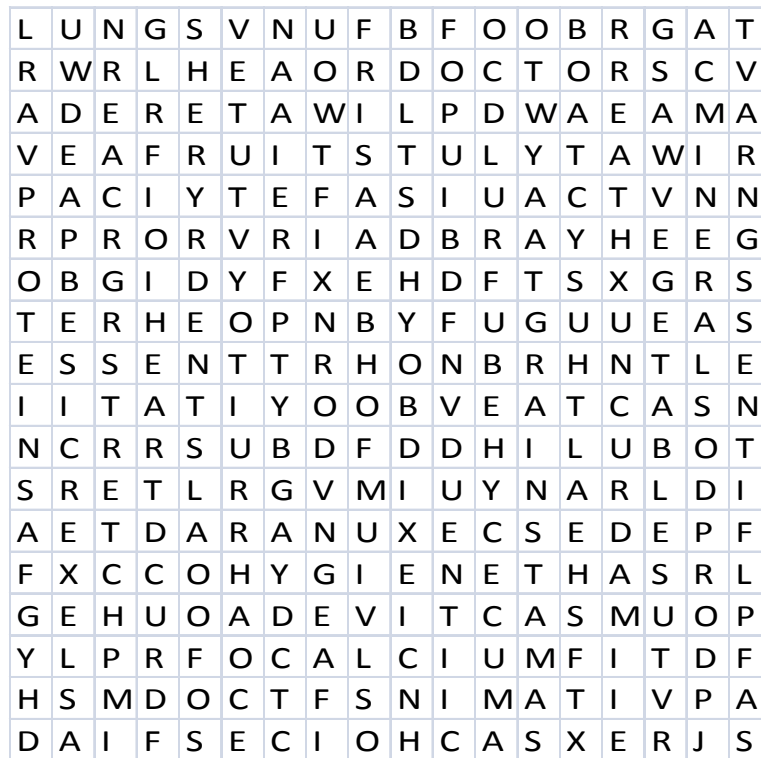 L U N G S V N U F B F O O B R G A T
R W R L H E A O R D O C T O R S C V
A D E R E T A W I L P D W A E A M A
V E A F R U I T S T U L Y T A W I R
P A C I Y T E F A S I U A C T V N N
R P R O R V R I A D B R A Y H E E G
O B G I D Y F X E H D F T S X G R S
T E R H E O P N B Y F U G U U E A S
E S S E N T T R H O N B R H N T L E
I I T A T I Y O O B V E A T C A S N
N C R R S U B D F D D H I L U B O T
S R E T L R G V M I U Y N A R L D I
A E T D A R A N U X E C S E D E P F
F X C C O H Y G I E N E T H A S R L
G E H U O A D E V I T C A S M U O P
Y L P R F O C A L C I U M F I T D F
H S M D O C T F S N I M A T I V P A
D A I F S E C I O H C A S X E R J S